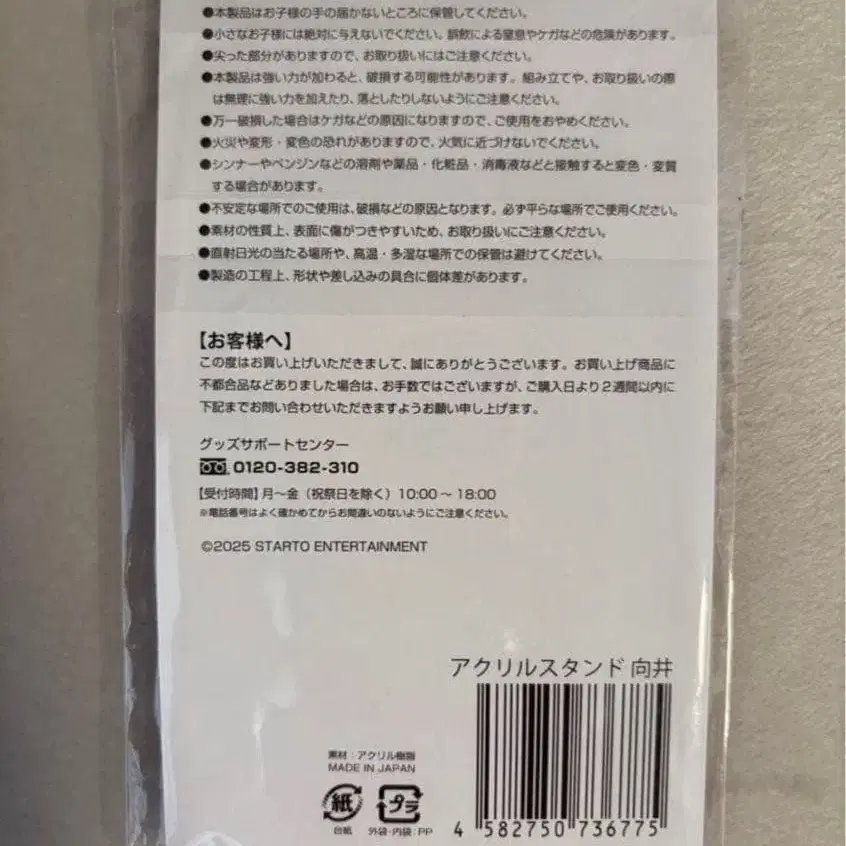 ●本製品はお子様の手の届かないところに保管してください。
●小さなお子様には絶対に与えないでください。誤飲による窒息やケガなどの危険があります。
●尖った部分がありますので、お取り扱いにはご注意ください。
●本製品は強い力が加わると、破損する可能性があります。組み立てや、お取り扱いの際
は無理に強い力を加えたり、落としたりしないようにご注意ください。
●万一破損した場合はケガなどの原因になりますので、ご使用をおやめください。
●火災や変形・変色の恐れがありますので、火気に近づけないでください。
●シンナーやベンジンなどの溶剤や薬品・化粧品・消毒液などと接触すると変色・変質
する場合があります。
●不安定な場所でのご使用は、破損などの原因となります。必ず平らな場所でご使用ください。
●素材の性質上、表面に傷がつきやすいため、お取り扱いにご注意ください。
●直射日光の当たる場所や、高温・多湿な場所での保管は避けてください。
●製造の工程上、形状や差し込みの具合に個体差があります。
【お客様へ】
この度はお買い上げいただきまして、誠にありがとうございます。お買い上げ商品に
不都合品などありました場合は、お手数ではございますが、ご購入日より2週間以内に
下記までお問い合わせいただきますようお願い申し上げます。
グッズサポートセンター
0120-382-310
【受付時間】月～金（祝祭日を除く）10:00～18:00
※電話番号はよく確かめてからお間違いのないようにご注意ください。
©2025 STARTO ENTERTAINMENT
アクリルスタンド 向井
素材：アクリル樹脂
MADE IN JAPAN
紙
プラ
台紙
外袋・内袋：PP
4 582750 736775